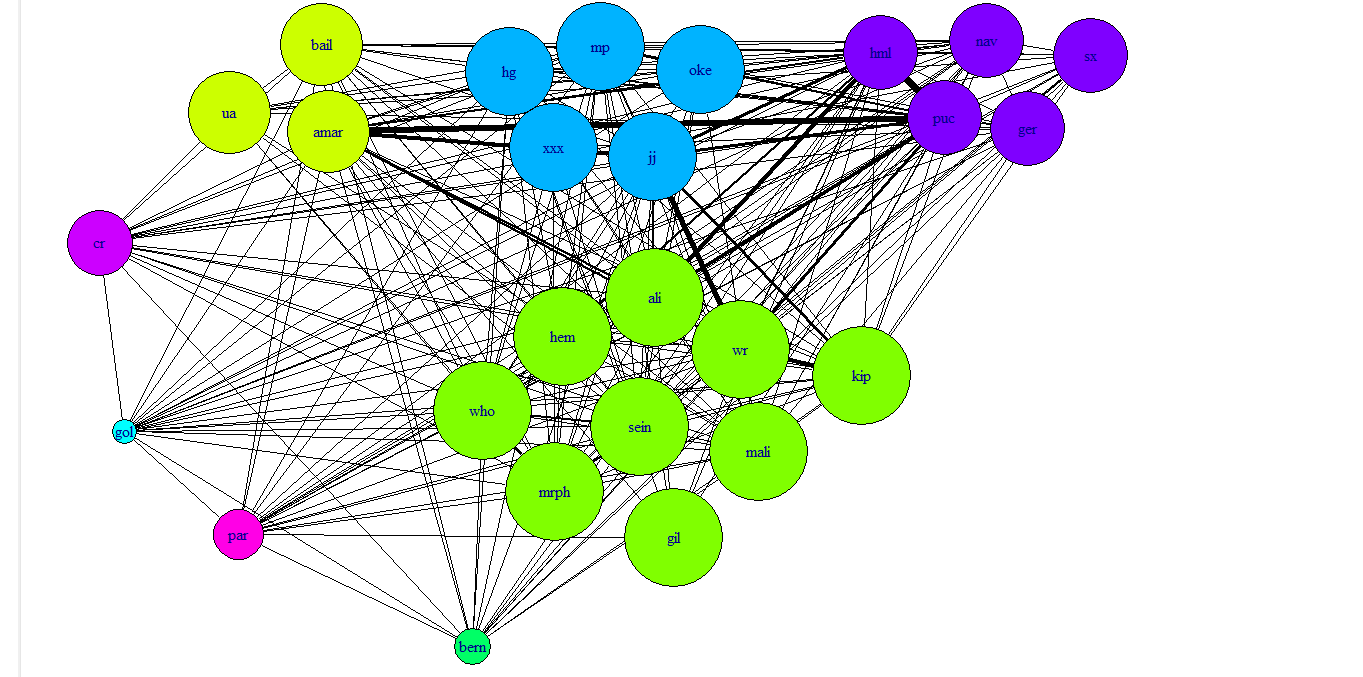 bail
mp
hg
oke
hml
nav
sx
ua
amar
xxx
jj
puc
ger
cr
ali
hem
wr
kip
who
sein
mali
gol
mrph
par
gil
bern